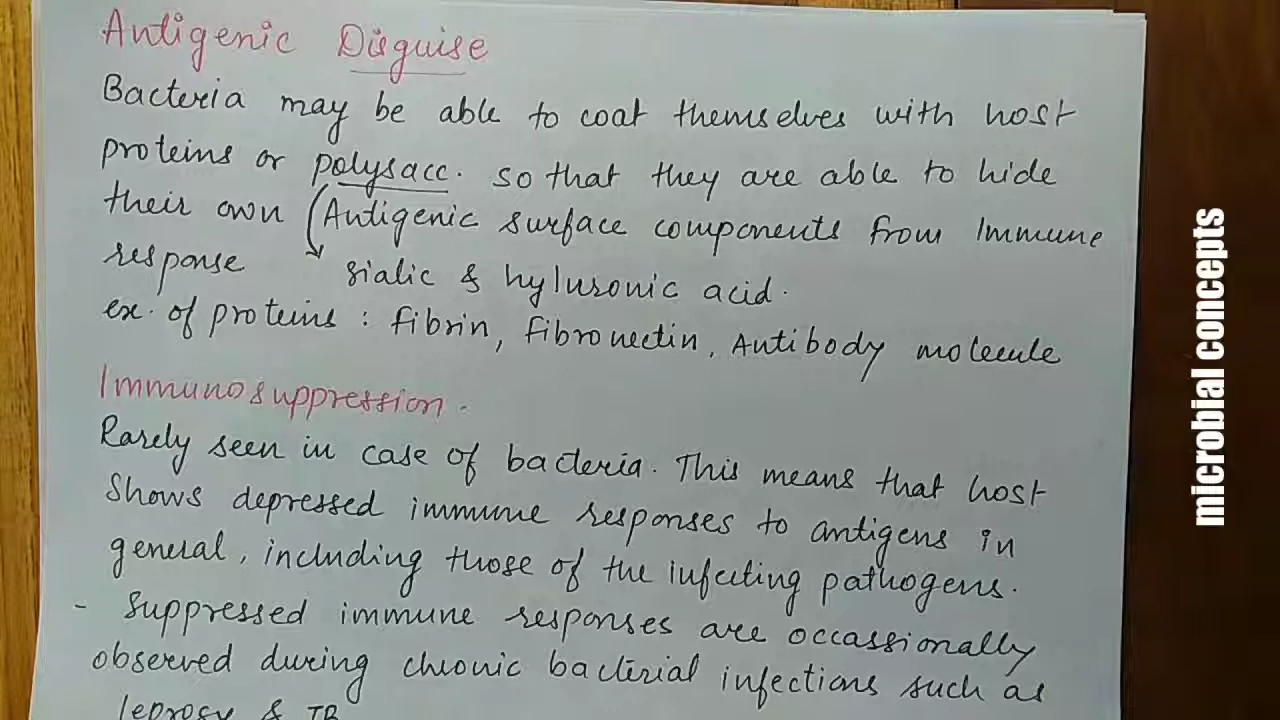 Antigenic Disguise
Bacteria may be able to coat themselves with host
proteins or polysacc. so that they are able to hide
their own Antigenic surface components from Immune
response sialic & hyluronic acid.
ex. of proteins : fibrin, fibronectin, Antibody molecule
Immunosuppression.
Rarely seen in case of bacteria. This means that host
shows depressed immune responses to antigens in
general, including those of the infecting pathogens.
- Suppressed immune responses are occassionally
observed during chronic bacterial infections such as
leprosy & TB
microbial concepts